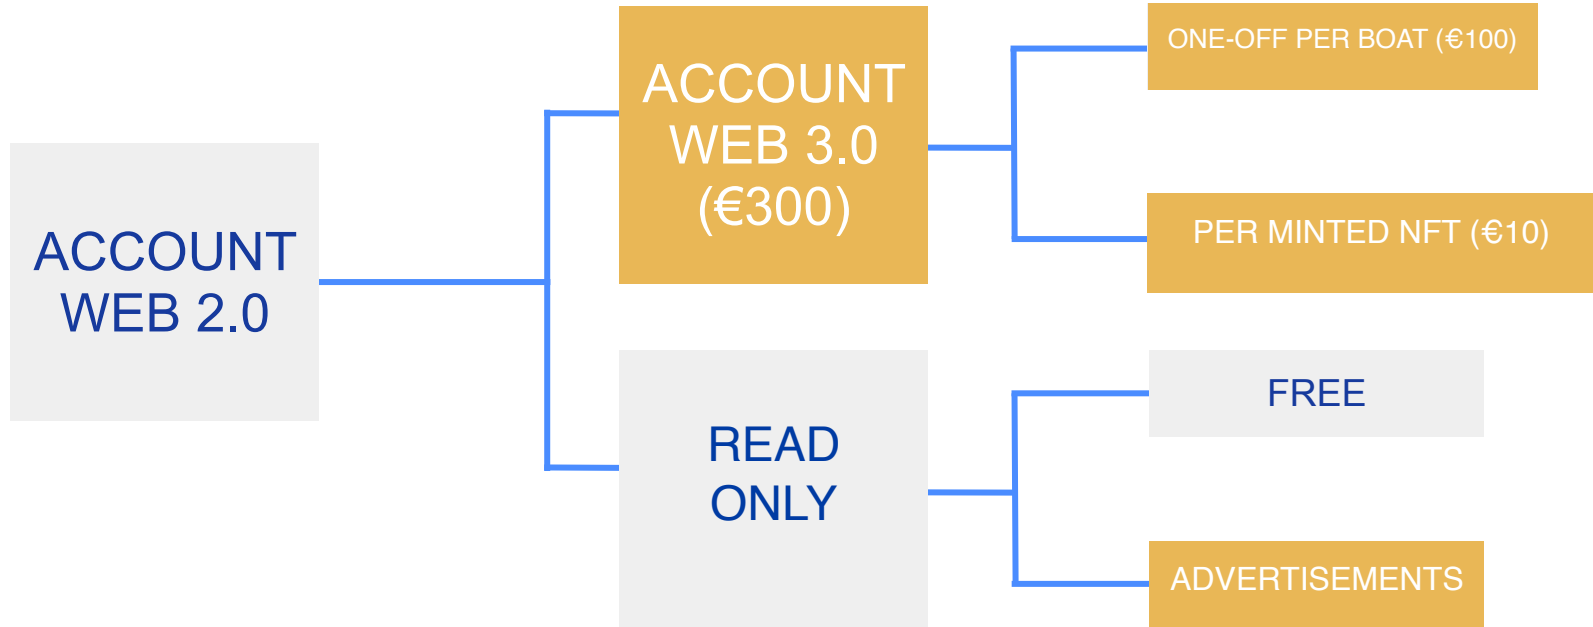 ACCOUNT
WEB 2.0
ACCOUNT
WEB 3.0
(€300)
ONE-OFF PER BOAT (€100)
PER MINTED NFT (€10)
READ
ONLY
FREE
ADVERTISEMENTS